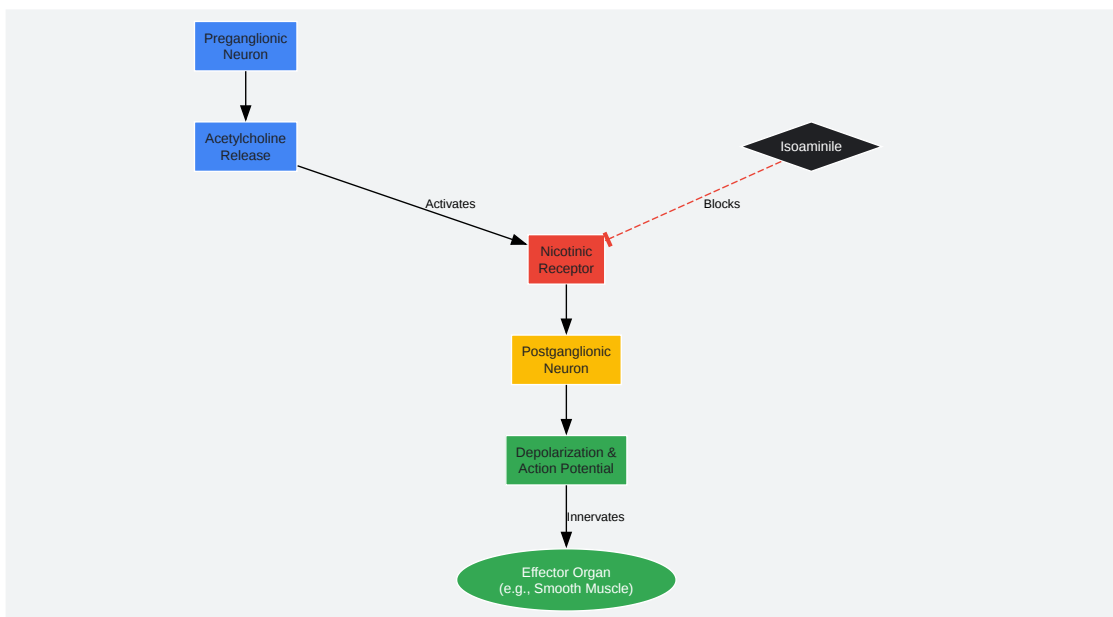 Preganglionic
Neuron
Acetylcholine
Release
Isoaminile
Activates
Blocks
Nicotinic
Receptor
Postganglionic
Neuron
Depolarization &
Action Potential
Innervates
Effector Organ
(e.g., Smooth Muscle)